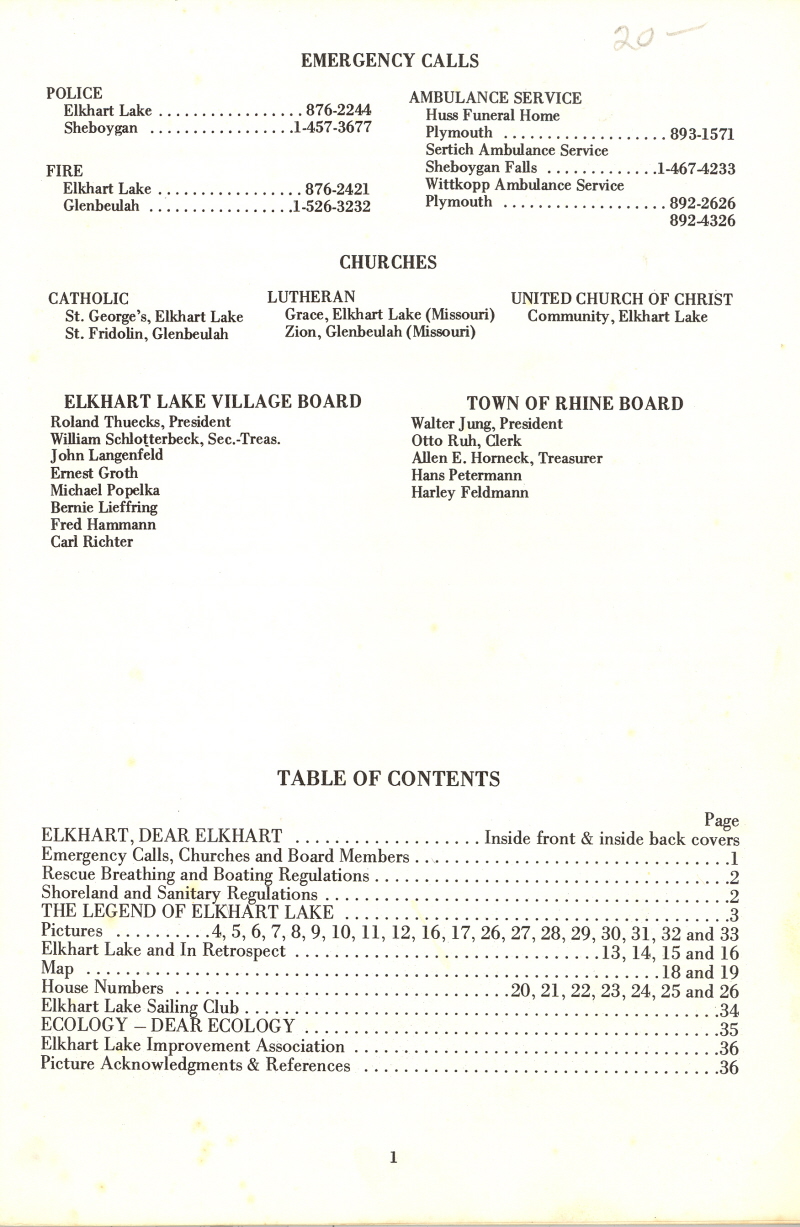 20 —
EMERGENCY CALLS
POLICE
Elkhart Lake . . . . . . . . . . . . . . . . . 876-2244
Sheboygan . . . . . . . . . . . . . . . . .1-457-3677
FIRE
Elkhart Lake . . . . . . . . . . . . . . . . . 876-2421
Glenbeulah . . . . . . . . . . . . . . . . .1-526-3232
AMBULANCE SERVICE
Huss Funeral Home
Plymouth . . . . . . . . . . . . . . . . . . . 893-1571
Sertich Ambulance Service
Sheboygan Falls . . . . . . . . . . . . .1-467-4233
Wittkopp Ambulance Service
Plymouth . . . . . . . . . . . . . . . . . . . 892-2626
892-4326
CHURCHES
CATHOLIC
St. George's, Elkhart Lake
St. Fridolin, Glenbeulah
LUTHERAN
Grace, Elkhart Lake (Missouri)
Zion, Glenbeulah (Missouri)
UNITED CHURCH OF CHRIST
Community, Elkhart Lake
ELKHART LAKE VILLAGE BOARD
Roland Thuecks, President
William Schlotterbeck, Sec.-Treas.
John Langenfeld
Ernest Groth
Michael Popelka
Bernie Lieffring
Fred Hammann
Carl Richter
TOWN OF RHINE BOARD
Walter Jung, President
Otto Ruh, Clerk
Allen E. Horneck, Treasurer
Hans Petermann
Harley Feldmann
TABLE OF CONTENTS
Page
ELKHART, DEAR ELKHART . . . . . . . . . . . . . . . . . . . Inside front & inside back covers
Emergency Calls, Churches and Board Members . . . . . . . . . . . . . . . . . . . . . . . . . . . . . . . .1
Rescue Breathing and Boating Regulations . . . . . . . . . . . . . . . . . . . . . . . . . . . . . . . . . . . .2
Shoreland and Sanitary Regulations . . . . . . . . . . . . . . . . . . . . . . . . . . . . . . . . . . . . . . . . .2
THE LEGEND OF ELKHART LAKE . . . . . . . . . . . . . . . . . . . . . . . . . . . . . . . . . . . . . . .3
Pictures . . . . . . . . . .4, 5, 6, 7, 8, 9, 10, 11, 12, 16, 17, 26, 27, 28, 29, 30, 31, 32 and 33
Elkhart Lake and In Retrospect . . . . . . . . . . . . . . . . . . . . . . . . . . . . . . .13, 14, 15 and 16
Map . . . . . . . . . . . . . . . . . . . . . . . . . . . . . . . . . . . . . . . . . . . . . . . . . . . . . . . . . .18 and 19
House Numbers . . . . . . . . . . . . . . . . . . . . . . . . . . . . . . . . . .20, 21, 22, 23, 24, 25 and 26
Elkhart Lake Sailing Club . . . . . . . . . . . . . . . . . . . . . . . . . . . . . . . . . . . . . . . . . . . . . . . .34
ECOLOGY – DEAR ECOLOGY . . . . . . . . . . . . . . . . . . . . . . . . . . . . . . . . . . . . . . . . . .35
Elkhart Lake Improvement Association . . . . . . . . . . . . . . . . . . . . . . . . . . . . . . . . . . . . .36
Picture Acknowledgments & References . . . . . . . . . . . . . . . . . . . . . . . . . . . . . . . . . . . .36
1